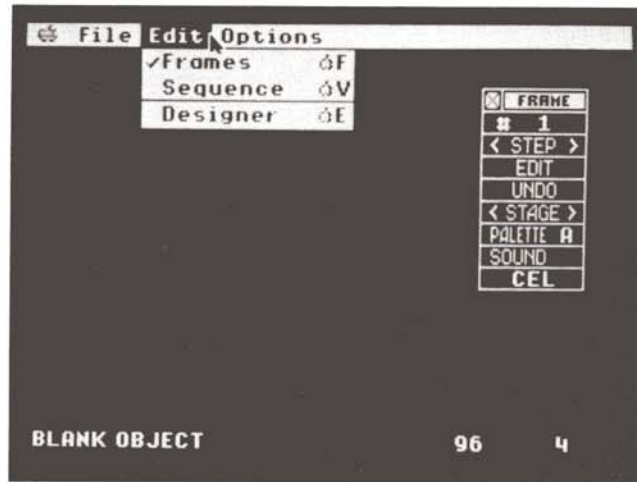 File Edit Options
✓Frames F
Sequence V
Designer E
FRAME
# 1
< STEP >
EDIT
UNDO
< STAGE >
PALETTE A
SOUND
CEL
BLANK OBJECT 96 4